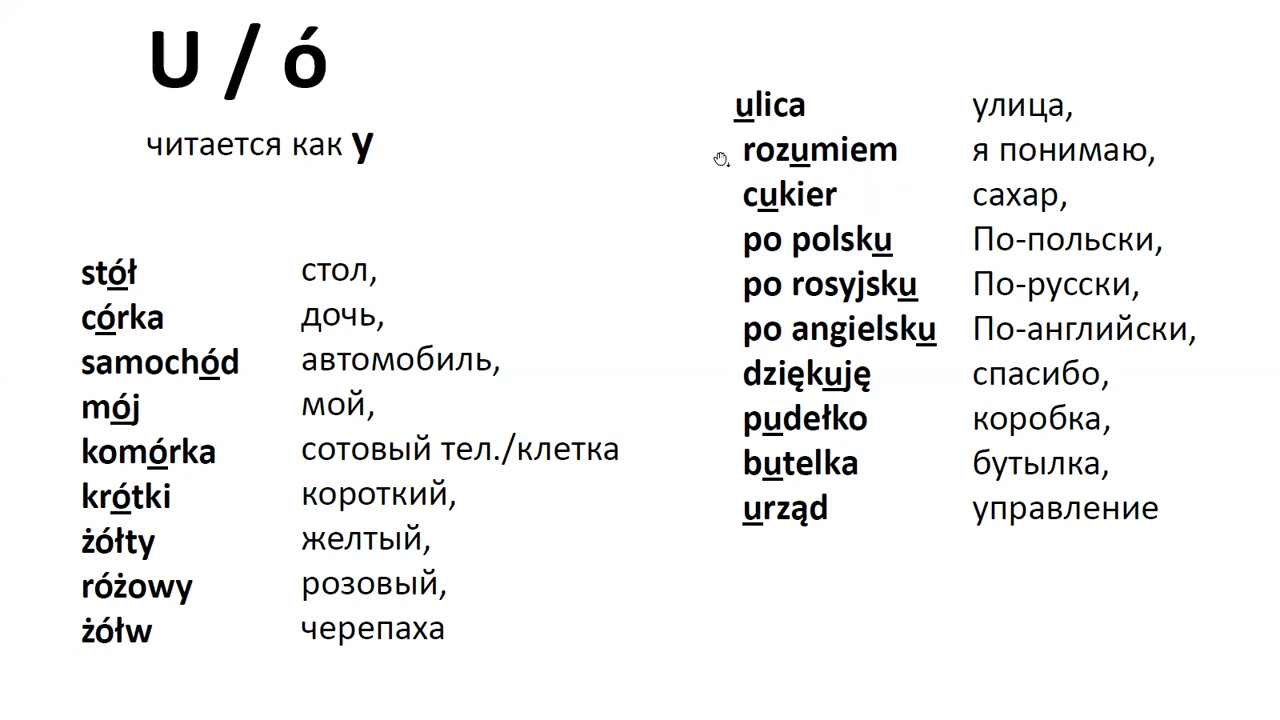 U / ó
читается как у
stół стол,
córka дочь,
samochód автомобиль,
mój мой,
komórka сотовый тел./клетка
krótki короткий,
żółty желтый,
różowy розовый,
żółw черепаха
ulica улица,
rozumiem я понимаю,
cukier сахар,
po polsku По-польски,
po rosyjsku По-русски,
po angielsku По-английски,
dziękuję спасибо,
pudełko коробка,
butelka бутылка,
urząd управление